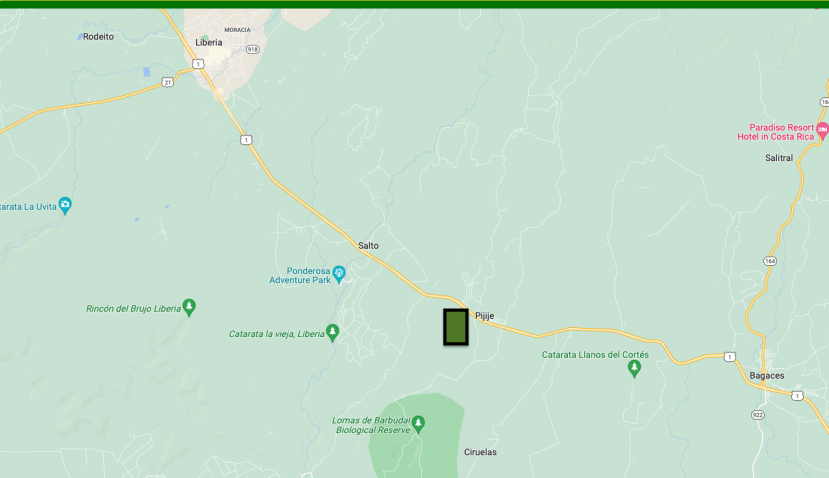 Rodeito
MORACIA
Liberia
918
1
21
1
164
Paradiso Resort
Hotel in Costa Rica
Salitral
arata La Uvita
Salto
164
Ponderosa
Adventure Park
Rincón del Brujo Liberia
Pijije
Catarata la vieja, Liberia
Catarata Llanos del Cortés
1
Bagaces
1
922
Lomas de Barbudal
Biological Reserve
Ciruelas